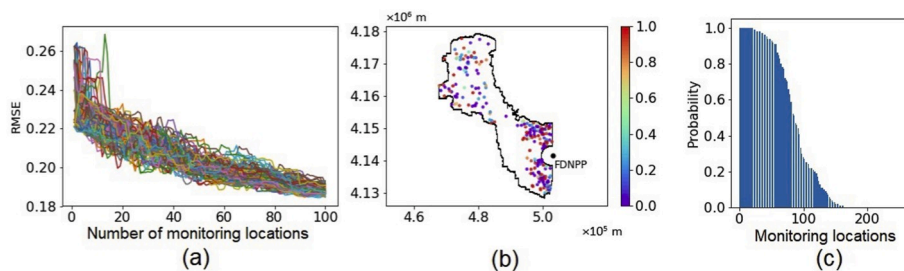 0.26
0.24
0.22
0.20
0.18
RMSE
0 20 40 60 80 100
Number of monitoring locations
(a)
×10⁶ m
4.18
4.17
4.16
4.15
4.14
4.13
FDNPP
4.6 4.8 5.0
×10⁵ m
1.0
0.8
0.6
0.4
0.2
0.0
(b)
1.0
0.8
0.6
0.4
0.2
0.0
Probability
0 100 200
Monitoring locations
(c)